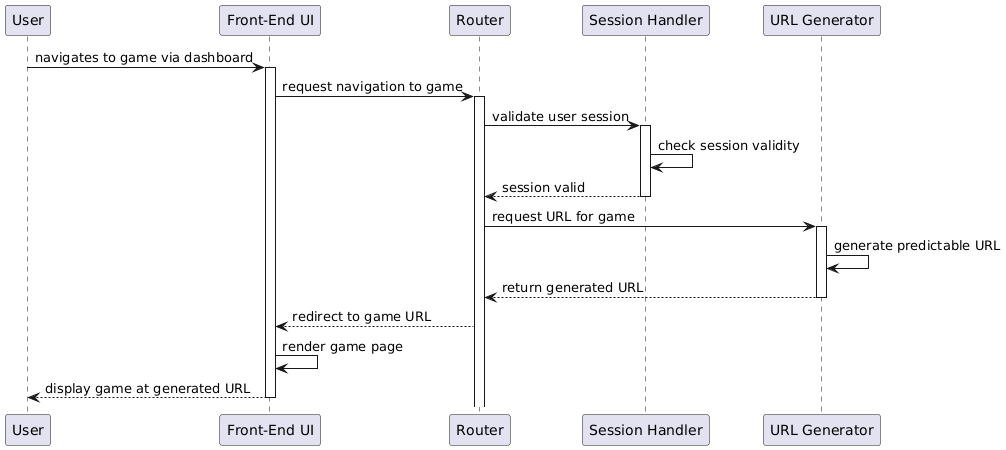 User
Front-End UI
Router
Session Handler
URL Generator
navigates to game via dashboard
request navigation to game
validate user session
check session validity
session valid
request URL for game
generate predictable URL
return generated URL
redirect to game URL
render game page
display game at generated URL
User
Front-End UI
Router
Session Handler
URL Generator